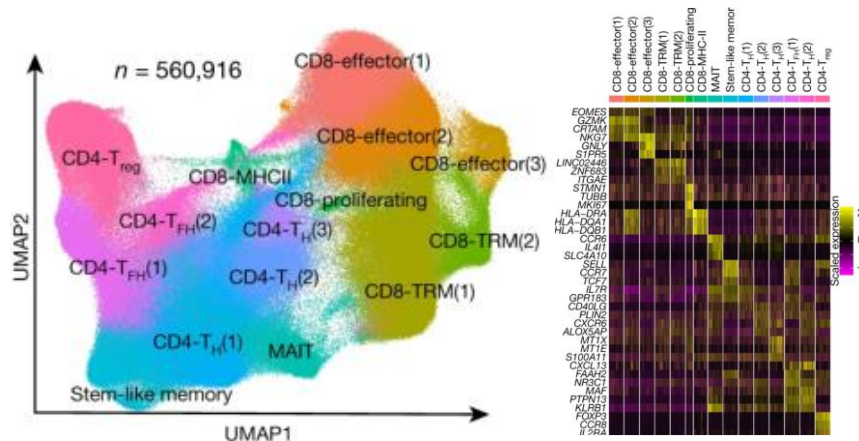 n = 560,916
CD8-effector(1)
CD8-effector(2)
CD8-effector(3)
CD4-Treg
CD8-MHCII
CD8-proliferating
CD4-TFH(2)
CD4-TH(3)
CD8-TRM(2)
CD4-TFH(1)
CD4-TH(2)
CD8-TRM(1)
CD4-TH(1)
MAIT
Stem-like memory
UMAP2
UMAP1
CD8-effector(1)
CD8-effector(2)
CD8-effector(3)
CD8-TRM(1)
CD8-TRM(2)
CD8-proliferating
CD8-MHC-II
MAIT
Stem-like memor
CD4-TH(1)
CD4-TH(2)
CD4-TH(3)
CD4-TFH(1)
CD4-TH(2)
CD4-Treg
EOMES
GZMK
CRTAM
NKG7
GNLY
S1PR5
LINC02446
ZNF683
ITGAE
STMN1
TUBB
MKI67
HLA-DRA
HLA-DQA1
HLA-DQB1
CCR6
IL4I1
SLC4A10
SELL
CCR7
TCF7
IL7R
GPR183
CD40LG
PLIN2
CXCR6
ALOX5AP
MT1X
MT1E
S100A11
CXCL13
FAAH2
NR3C1
MAF
PTPN13
KLRB1
FOXP3
CCR8
IL2RA
Scaled expression